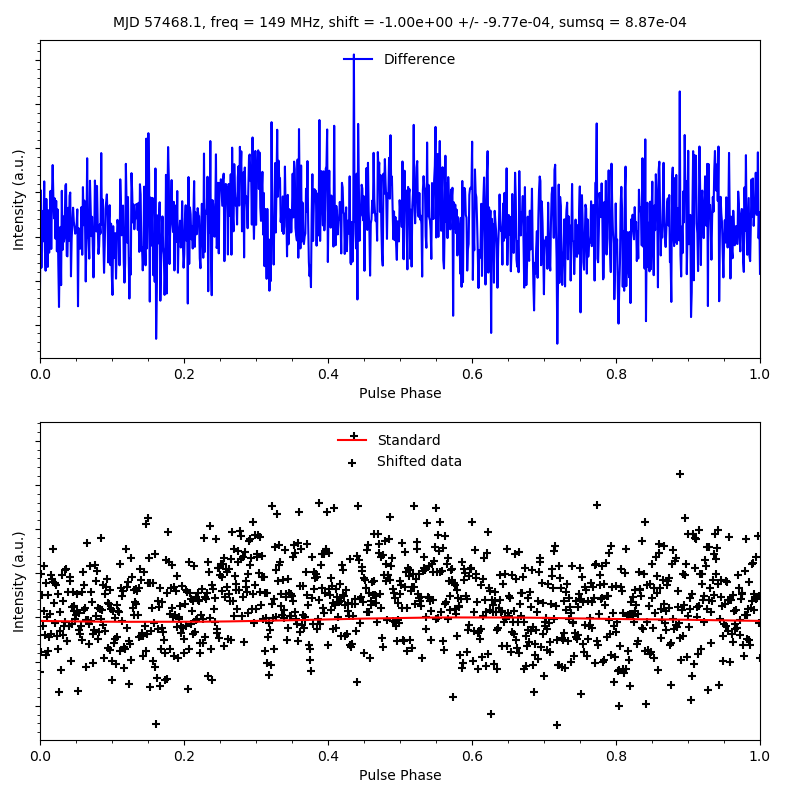 MJD 57468.1, freq = 149 MHz, shift = -1.00e+00 +/- -9.77e-04, sumsq = 8.87e-04
Difference
Intensity (a.u.)
0.0 0.2 0.4 0.6 0.8 1.0
Pulse Phase
Standard
Shifted data
Intensity (a.u.)
0.0 0.2 0.4 0.6 0.8 1.0
Pulse Phase